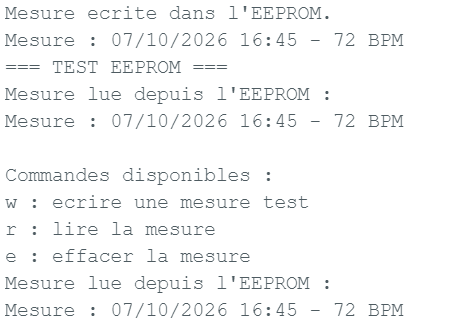 Mesure ecrite dans l'EEPROM.
Mesure : 07/10/2026 16:45 - 72 BPM
=== TEST EEPROM ===
Mesure lue depuis l'EEPROM :
Mesure : 07/10/2026 16:45 - 72 BPM
Commandes disponibles :
w : ecrire une mesure test
r : lire la mesure
e : effacer la mesure
Mesure lue depuis l'EEPROM :
Mesure : 07/10/2026 16:45 - 72 BPM